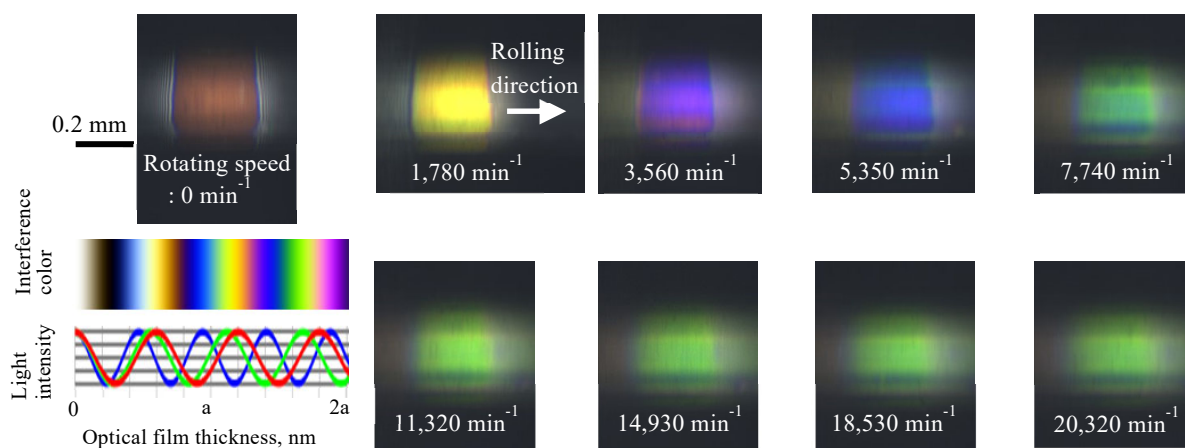 0.2 mm
Rotating speed
: 0 min⁻¹
Rolling
direction
1,780 min⁻¹
3,560 min⁻¹
5,350 min⁻¹
7,740 min⁻¹
Interference
color
Light
intensity
0
a
2a
Optical film thickness, nm
11,320 min⁻¹
14,930 min⁻¹
18,530 min⁻¹
20,320 min⁻¹